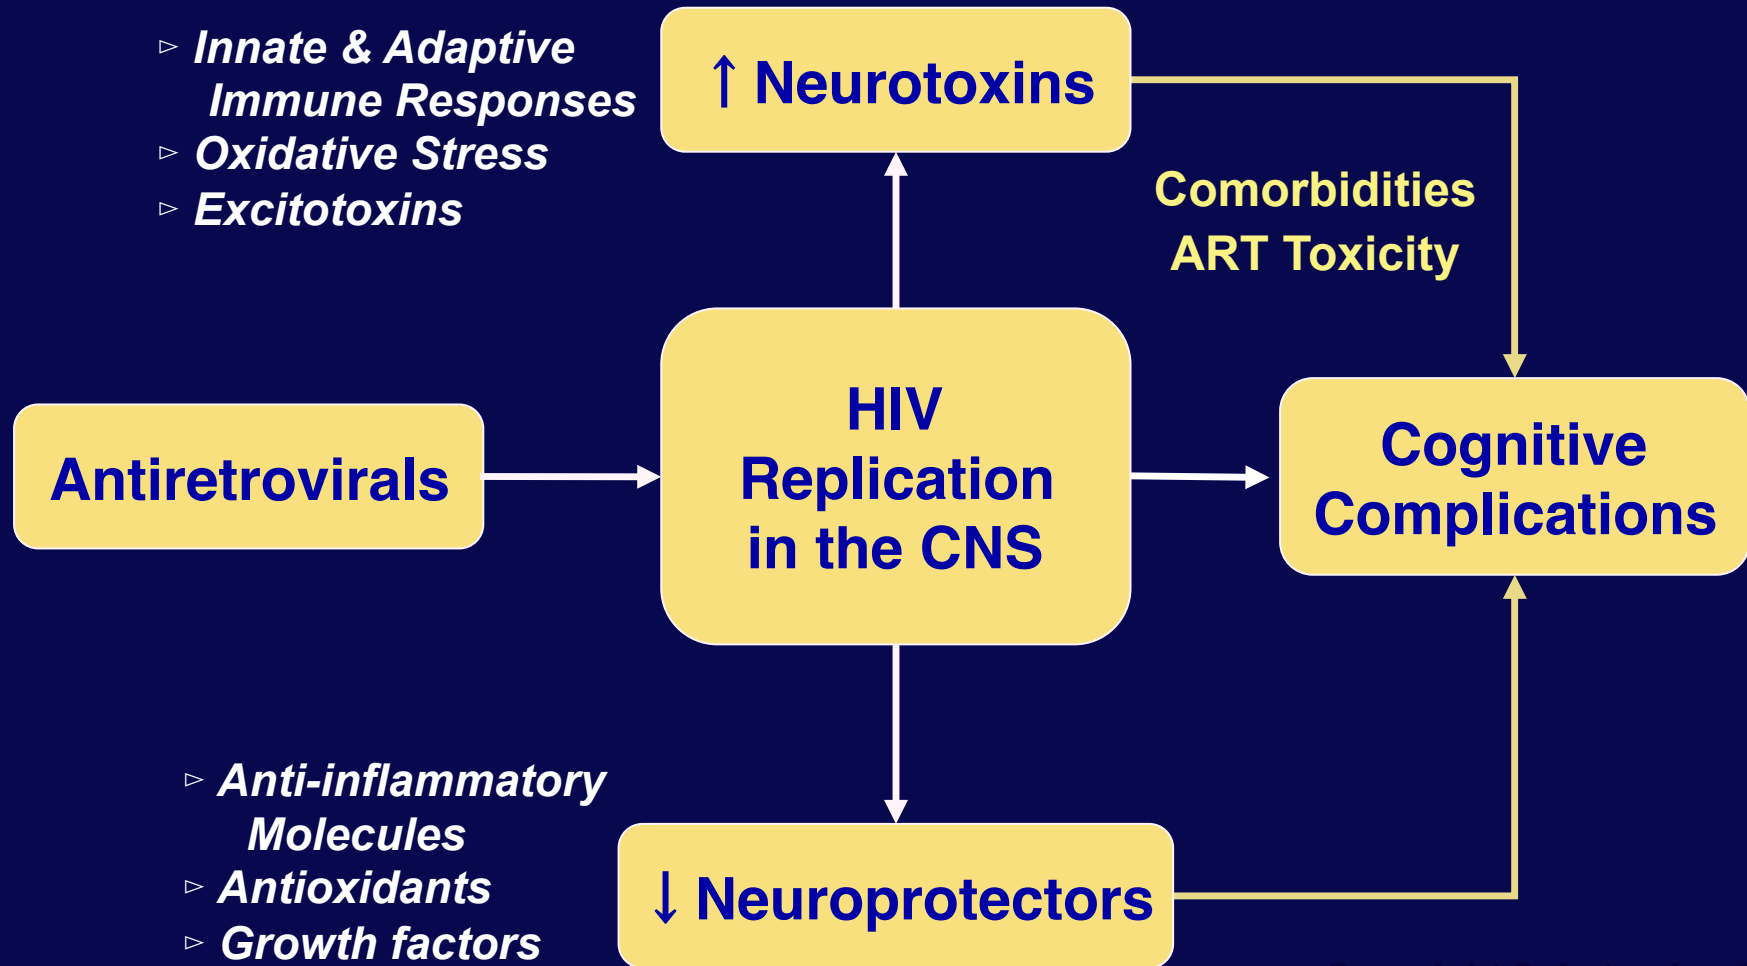 ▻ Innate & Adaptive
Immune Responses
▻ Oxidative Stress
▻ Excitotoxins
↑ Neurotoxins
Comorbidities
ART Toxicity
Antiretrovirals
HIV
Replication
in the CNS
Cognitive
Complications
▻ Anti-inflammatory
Molecules
▻ Antioxidants
▻ Growth factors
↓ Neuroprotectors